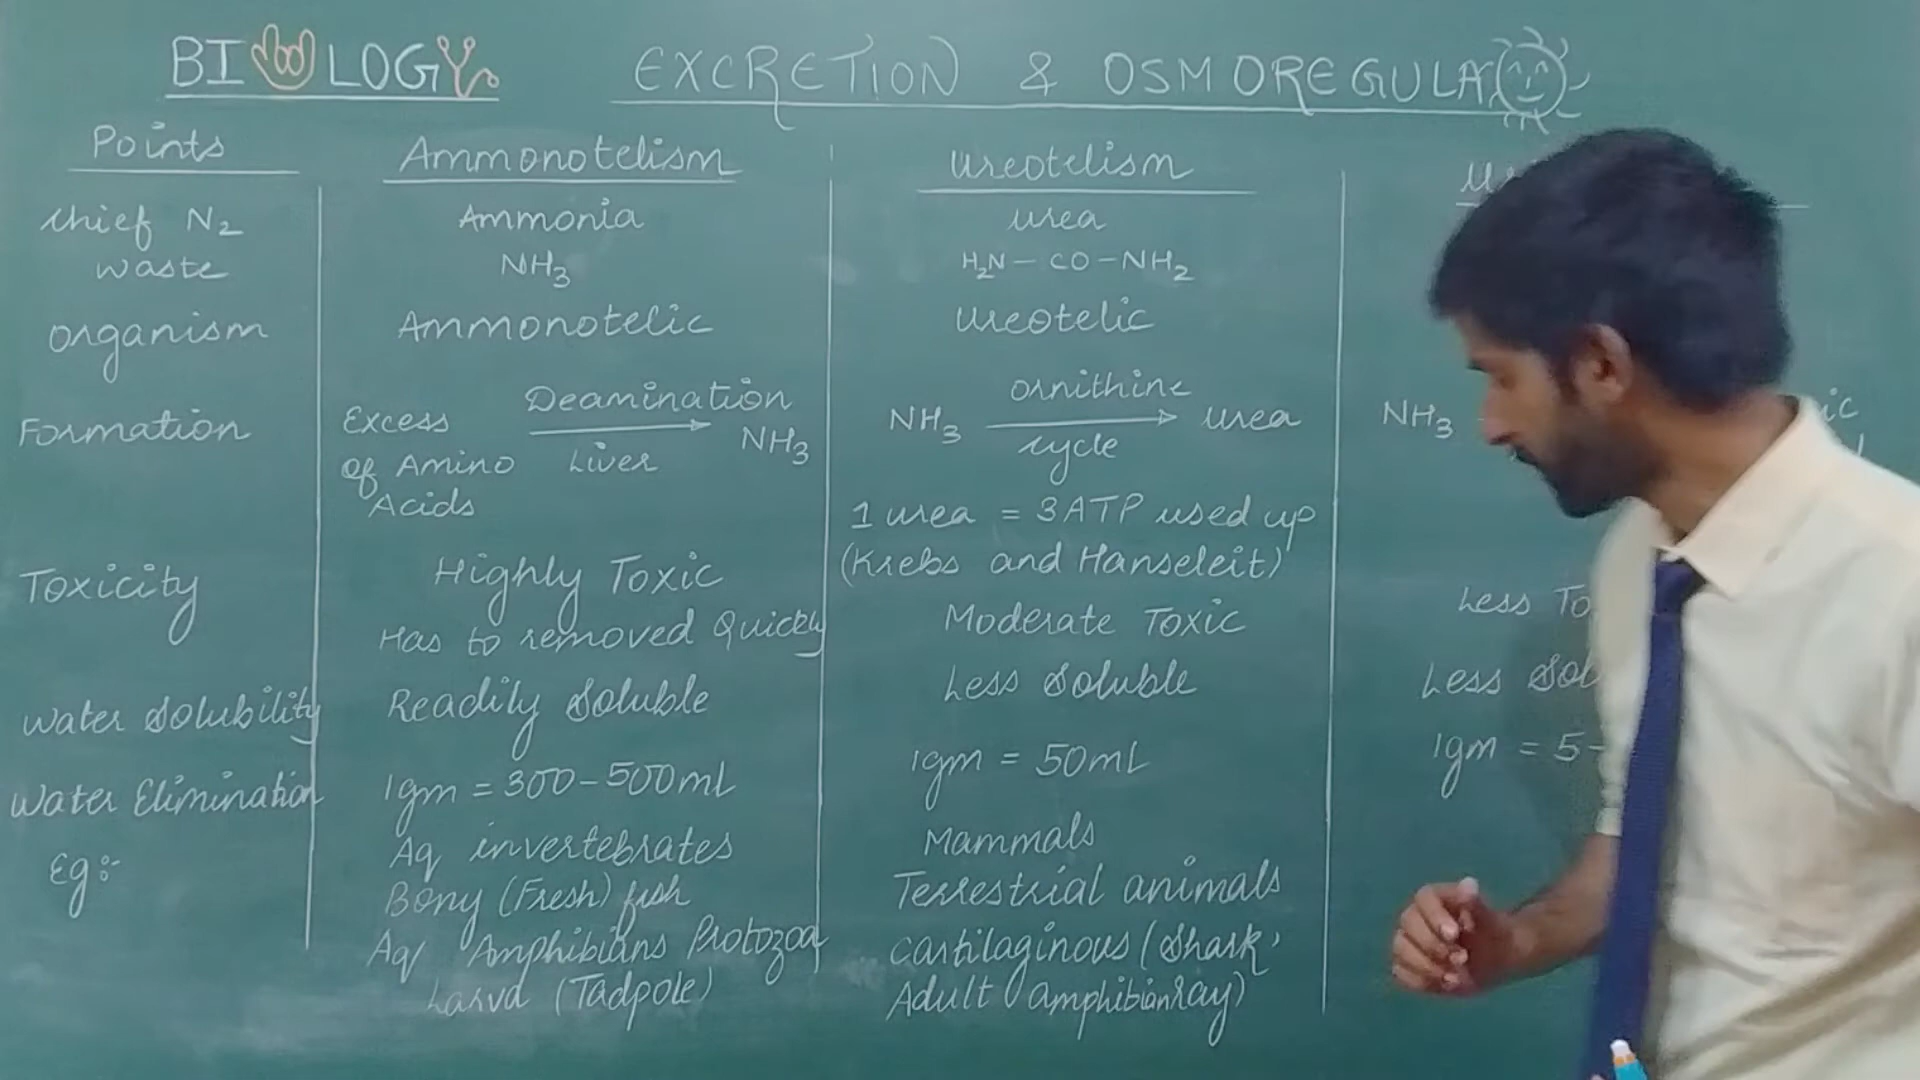 BIOLOGY EXCRETION & OSMOREGULA
Points Ammonotelism Ureotelism
chief N2 Ammonia urea
waste NH3 H2N - CO - NH2
Organism Ammonotelic Ureotelic
Formation Excess Deamination NH3 ornithine urea NH3 ic
of Amino Liver NH3 cycle
Acids
1 urea = 3ATP used up
(Krebs and Hanseleit)
Toxicity Highly Toxic Moderate Toxic Less To
Has to removed Quickly
Water Solubility Readily Soluble Less Soluble Less Sol
Water Elimination 1gm = 300-500mL 1gm = 50mL 1gm = 5-
Eg:- Aq invertebrates Mammals
Bony (Fresh) fish Terrestrial animals
Aq Amphibians Protozoa cartilaginous (Shark,
Larva (Tadpole) Adult amphibian Ray)